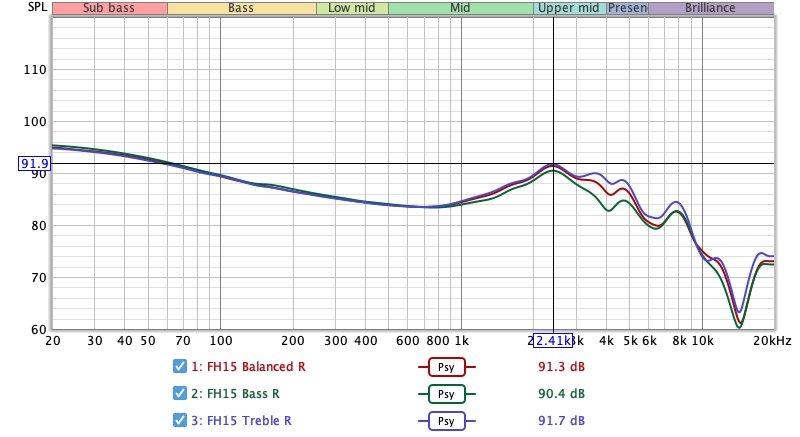 SPL Sub bass Bass Low mid Mid Upper mid Presen Brilliance
110
100
91.9
90
80
70
60
20 30 40 50 70 100 200 300 400 600 800 1k 2.41k 4k 5k 6k 8k 10k 20kHz
1: FH15 Balanced R Psy 91.3 dB
2: FH15 Bass R Psy 90.4 dB
3: FH15 Treble R Psy 91.7 dB